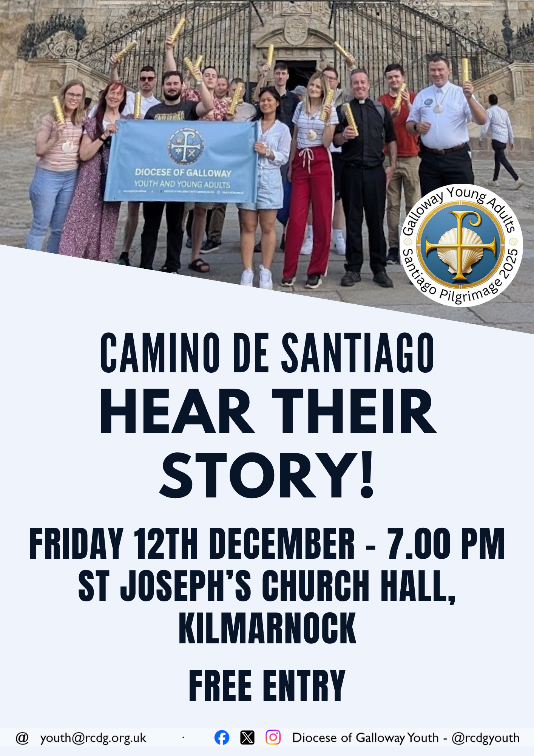 DIOCESE OF GALLOWAY
YOUTH AND YOUNG ADULTS
Galloway Young Adults
Santiago Pilgrimage 2025
CAMINO DE SANTIAGO
HEAR THEIR
STORY!
FRIDAY 12TH DECEMBER - 7.00 PM
ST JOSEPH'S CHURCH HALL,
KILMARNOCK
FREE ENTRY
@ youth@rcdg.org.uk · Diocese of Galloway Youth - @rcdgyouth